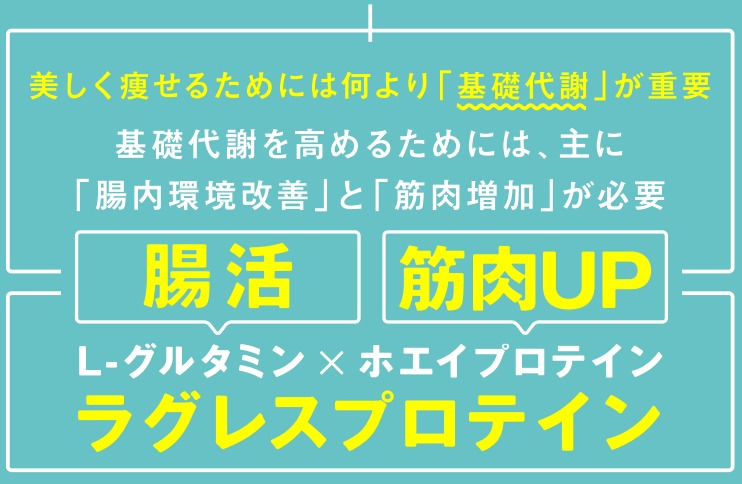 美しく痩せるためには何より「基礎代謝」が重要
基礎代謝を高めるためには、主に
「腸内環境改善」と「筋肉増加」が必要
腸活
筋肉UP
L-グルタミン×ホエイプロテイン
ラグレスプロテイン